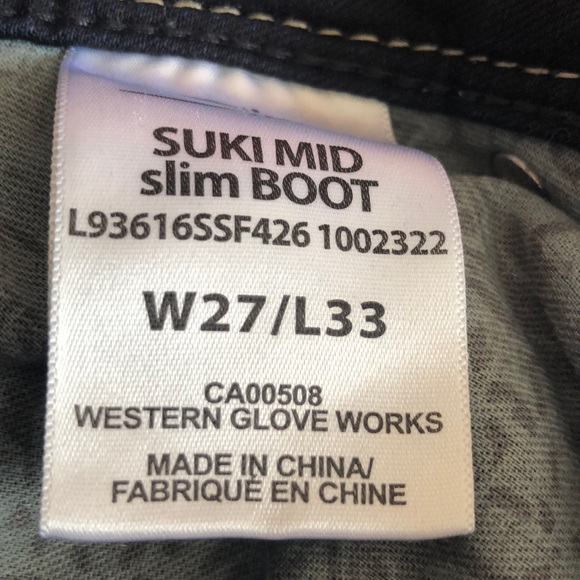 SUKI MID
slim BOOT
L93616SSF426 1002322
W27/L33
CA00508
WESTERN GLOVE WORKS
MADE IN CHINA/
FABRIQUÉ EN CHINE